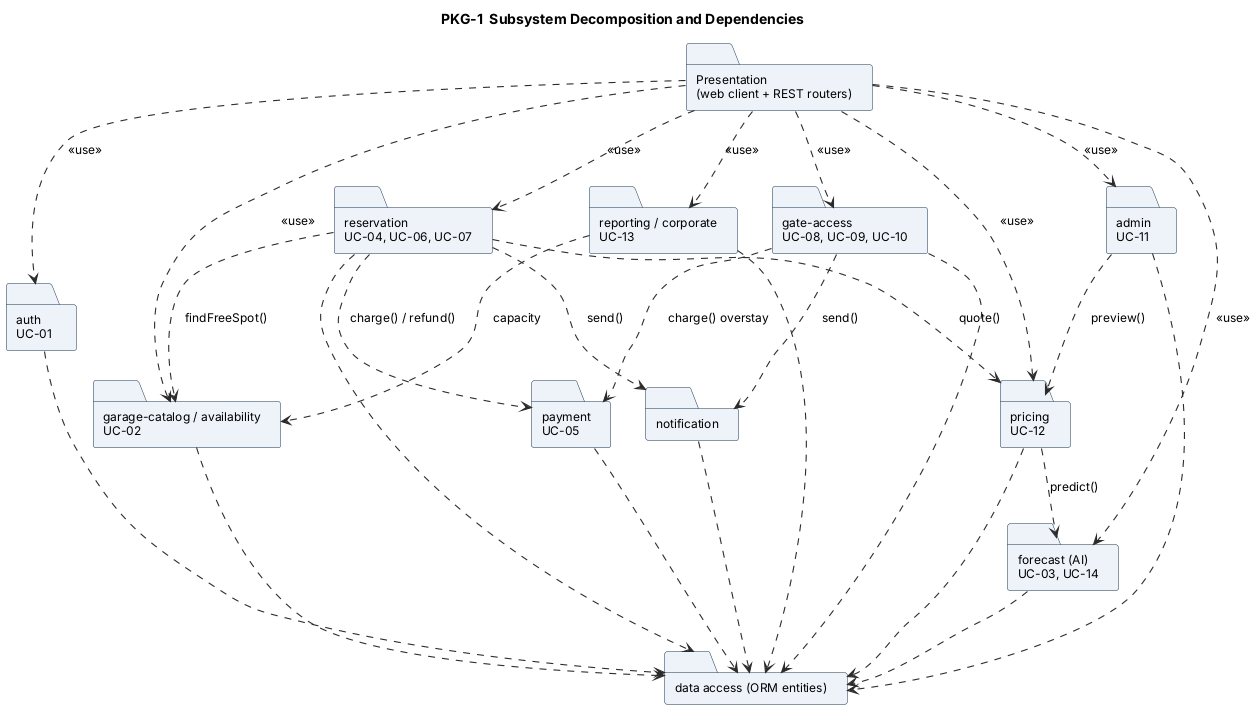 PKG-1 Subsystem Decomposition and Dependencies
Presentation
(web client + REST routers)
«use»
«use»
«use»
«use»
«use»
reservation
UC-04, UC-06, UC-07
reporting / corporate
UC-13
gate-access
UC-08, UC-09, UC-10
admin
UC-11
«use»
«use»
auth
UC-01
findFreeSpot()
charge() / refund()
capacity
send()
charge() overstay
send()
quote()
preview()
«use»
garage-catalog / availability
UC-02
payment
UC-05
notification
pricing
UC-12
predict()
forecast (AI)
UC-03, UC-14
data access (ORM entities)